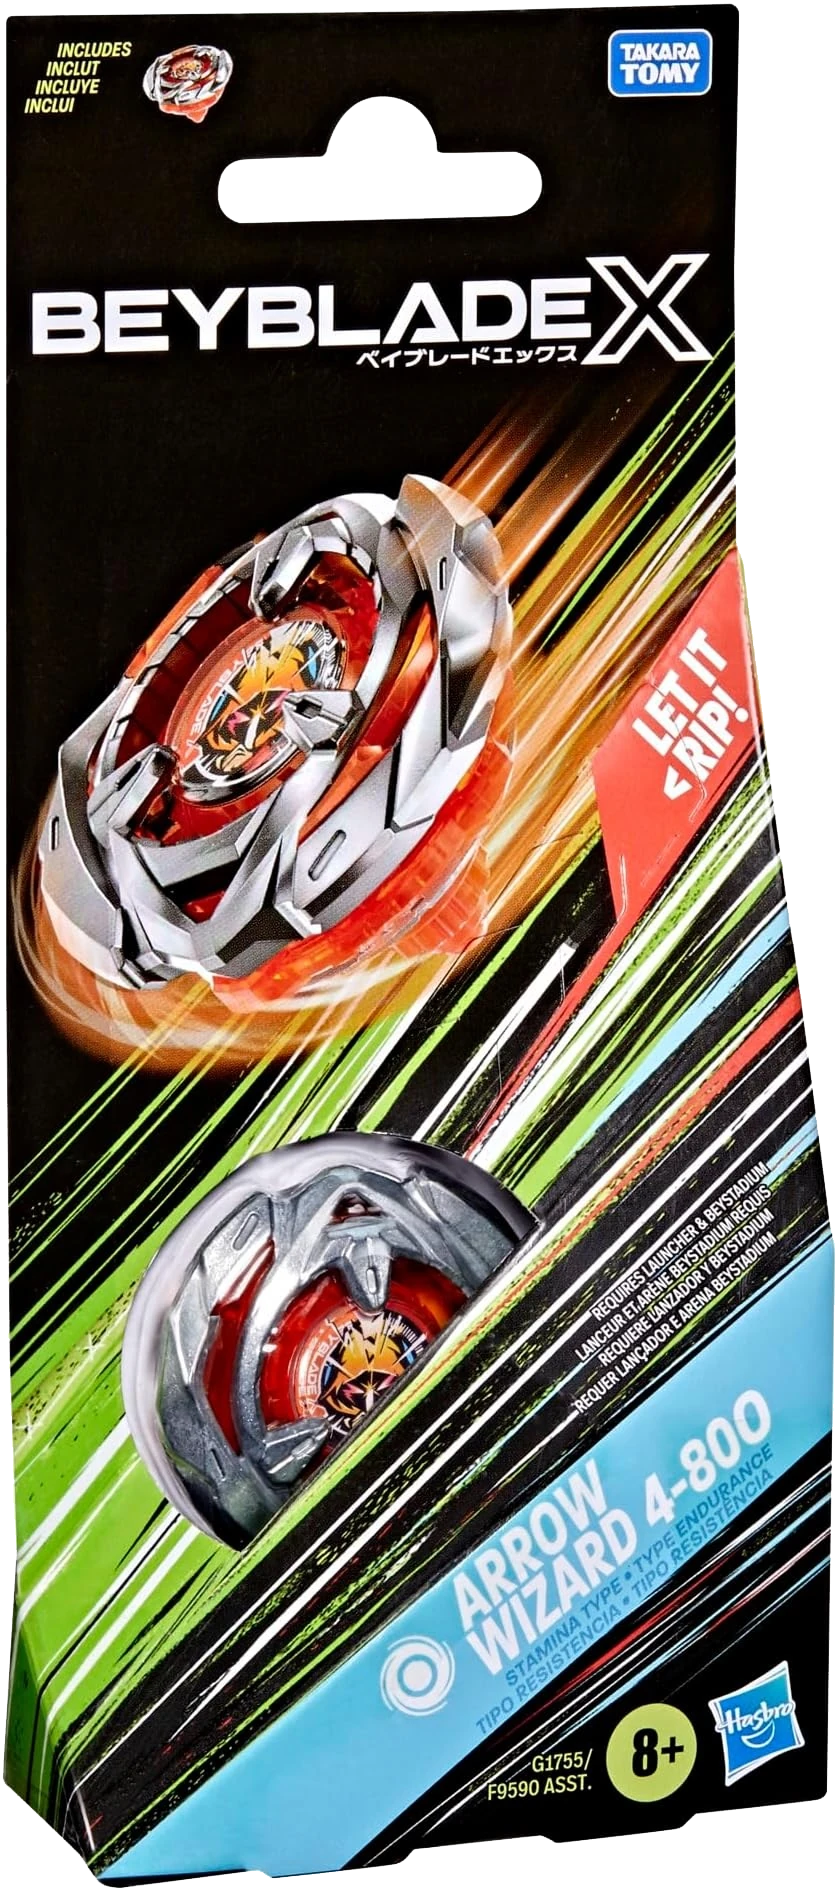 INCLUDES
INCLUT
INCLUYE
INCLUI
TAKARA
TOMY
BEYBLADE X
ベイブレードエックス
LET IT
RIP!
REQUIRES LAUNCHER & BEYSTADIUM.
LANCEUR ET ARÈNE BEYSTADIUM REQUIS
REQUIERE LANZADOR Y BEYSTADIUM
REQUER LANÇADOR E ARENA BEYSTADIUM
ARROW
WIZARD 4-80O
STAMINA TYPE • TYPE ENDURANCE
TIPO RESISTENCIA • TIPO RESISTÊNCIA
G1755/
F9590 ASST.
8+
Hasbro